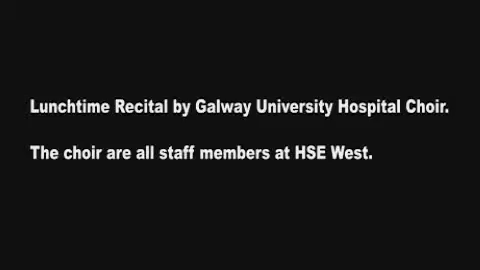 Lunchtime Recital by Galway University Hospital Choir.
The choir are all staff members at HSE West.